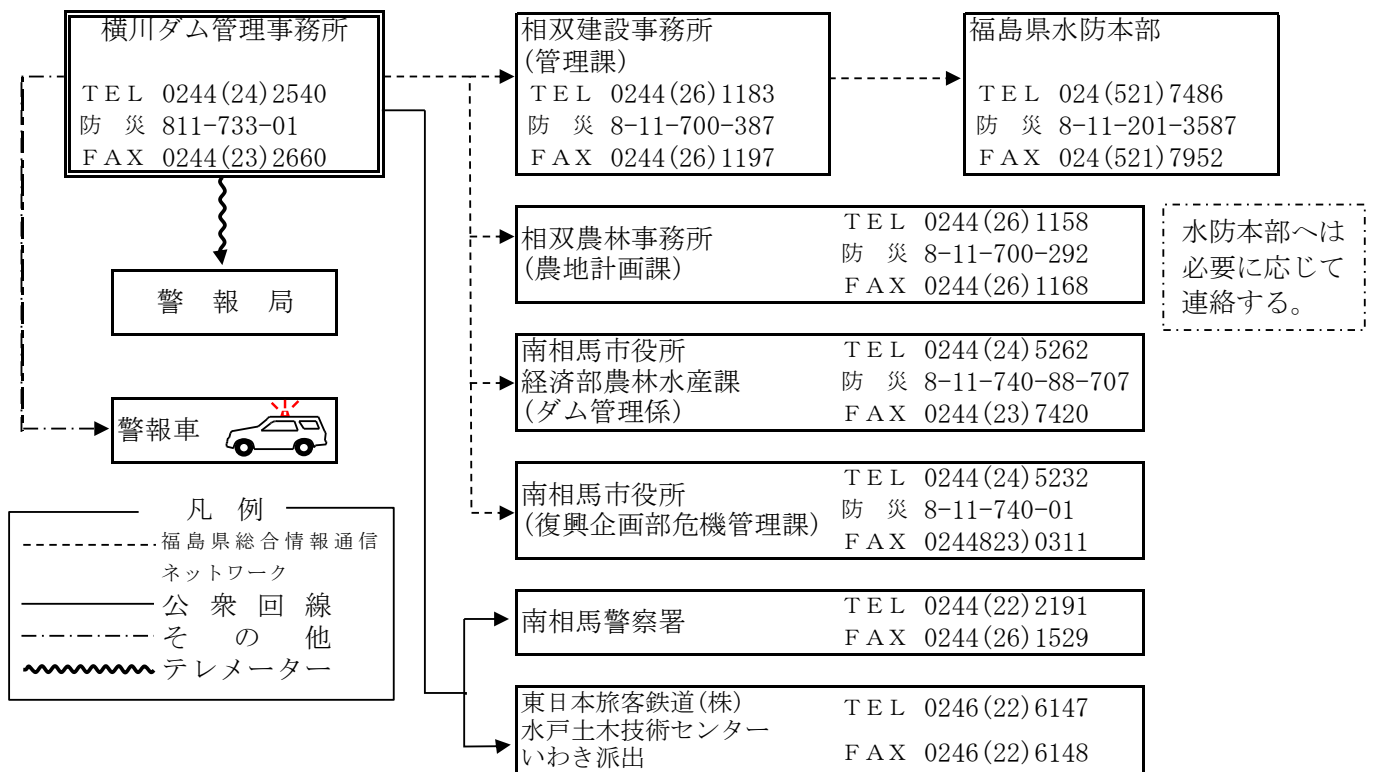 横川ダム管理事務所
ＴＥＬ 0244(24)2540
防 災 811-733-01
ＦＡＸ 0244(23)2660
相双建設事務所
(管理課)
ＴＥＬ 0244(26)1183
防 災 8-11-700-387
ＦＡＸ 0244(26)1197
福島県水防本部
ＴＥＬ 024(521)7486
防 災 8-11-201-3587
ＦＡＸ 024(521)7952
相双農林事務所
(農地計画課)
ＴＥＬ 0244(26)1158
防 災 8-11-700-292
ＦＡＸ 0244(26)1168
水防本部へは
必要に応じて
連絡する。
警 報 局
南相馬市役所
経済部農林水産課
(ダム管理係)
ＴＥＬ 0244(24)5262
防 災 8-11-740-88-707
ＦＡＸ 0244(23)7420
警報車
南相馬市役所
(復興企画部危機管理課)
ＴＥＬ 0244(24)5232
防 災 8-11-740-01
ＦＡＸ 0244823)0311
凡 例
福島県総合情報通信
ネットワーク
公 衆 回 線
そ の 他
テレメーター
南相馬警察署
ＴＥＬ 0244(22)2191
ＦＡＸ 0244(26)1529
東日本旅客鉄道(株)
水戸土木技術センター
いわき派出
ＴＥＬ 0246(22)6147
ＦＡＸ 0246(22)6148